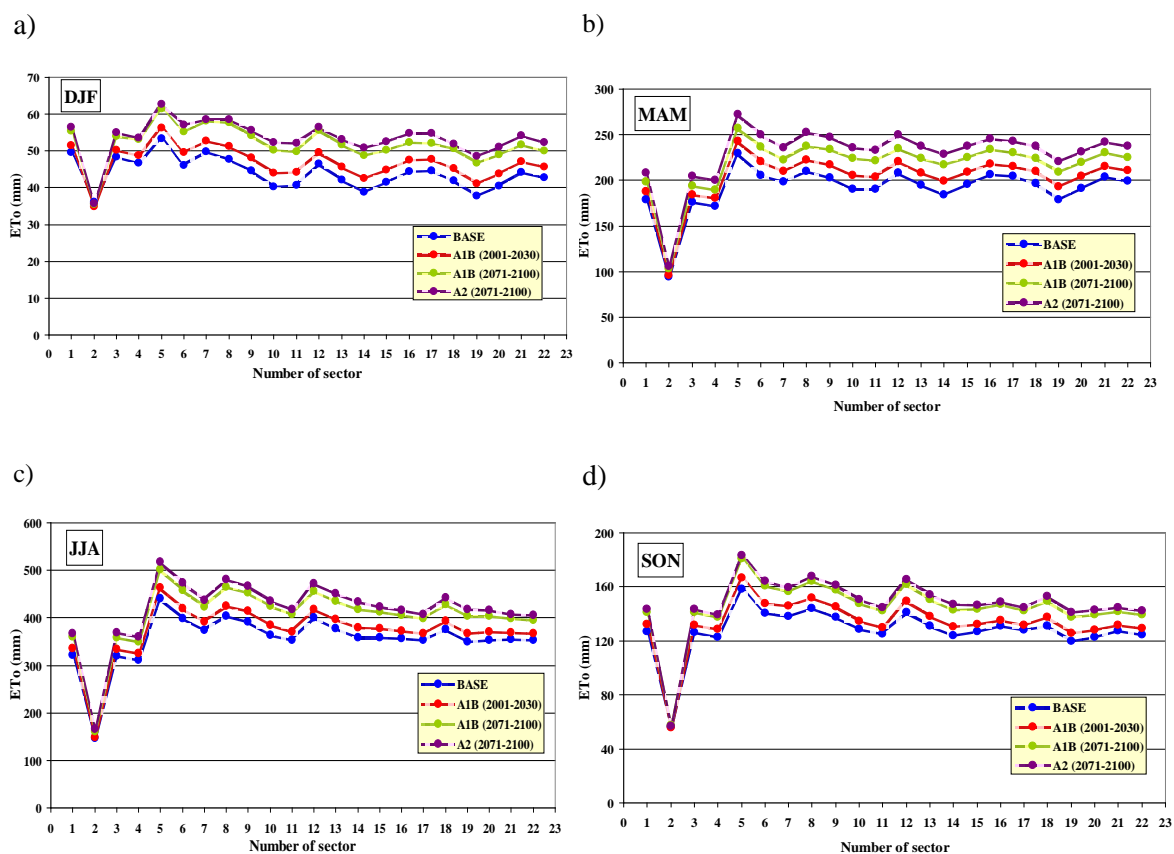 a)
DJF
ETo (mm)
70
60
50
40
30
20
10
0
BASE
A1B (2001-2030)
A1B (2071-2100)
A2 (2071-2100)
0 1 2 3 4 5 6 7 8 9 10 11 12 13 14 15 16 17 18 19 20 21 22 23
Number of sector
b)
MAM
ETo (mm)
300
250
200
150
100
50
0
BASE
A1B (2001-2030)
A1B (2071-2100)
A2 (2071-2100)
0 1 2 3 4 5 6 7 8 9 10 11 12 13 14 15 16 17 18 19 20 21 22 23
Number of sector
c)
JJA
ETo (mm)
600
500
400
300
200
100
0
BASE
A1B (2001-2030)
A1B (2071-2100)
A2 (2071-2100)
0 1 2 3 4 5 6 7 8 9 10 11 12 13 14 15 16 17 18 19 20 21 22 23
Number of sector
d)
SON
ETo (mm)
200
160
120
80
40
0
BASE
A1B (2001-2030)
A1B (2071-2100)
A2 (2071-2100)
0 1 2 3 4 5 6 7 8 9 10 11 12 13 14 15 16 17 18 19 20 21 22 23
Number of sector